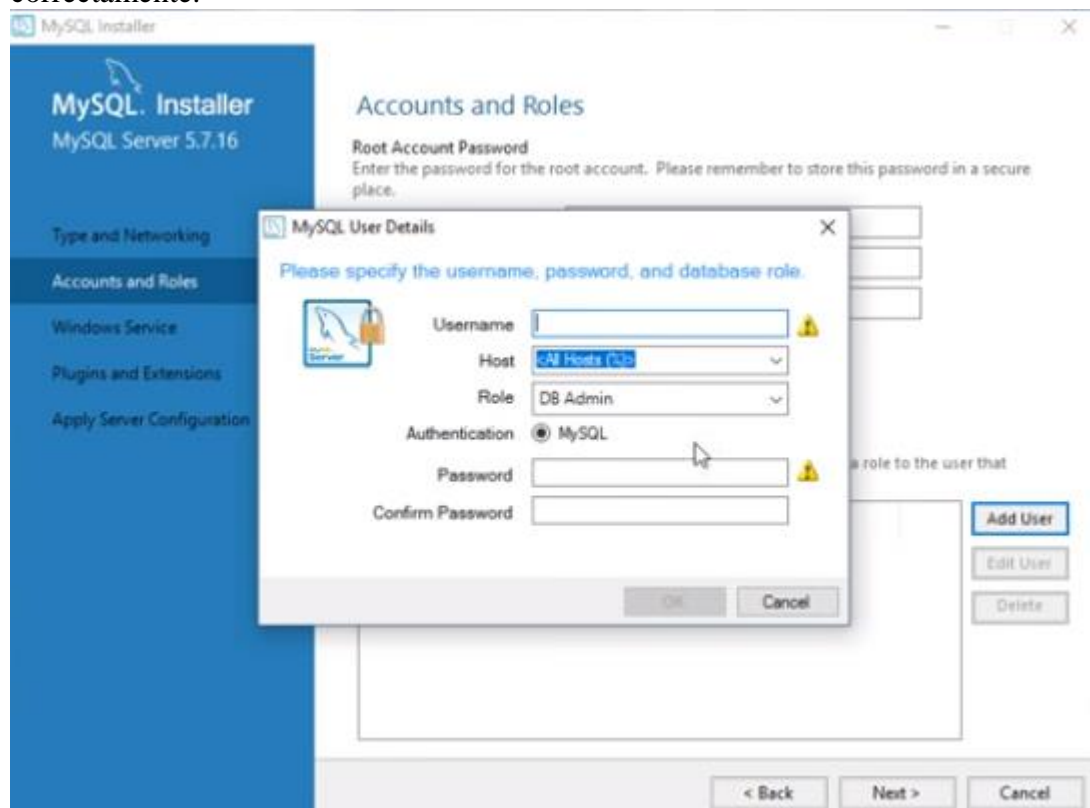 correctamente.
MySQL Installer
MySQL. Installer
MySQL Server 5.7.16
Type and Networking
Accounts and Roles
Windows Service
Plugins and Extensions
Apply Server Configuration
Accounts and Roles
Root Account Password
Enter the password for the root account. Please remember to store this password in a secure
place.
MySQL User Details
Please specify the username, password, and database role.
Server
Username
Host
<All Hosts (%)>
Role
DB Admin
Authentication
MySQL
Password
Confirm Password
OK
Cancel
a role to the user that
Add User
Edit User
Delete
< Back
Next >
Cancel